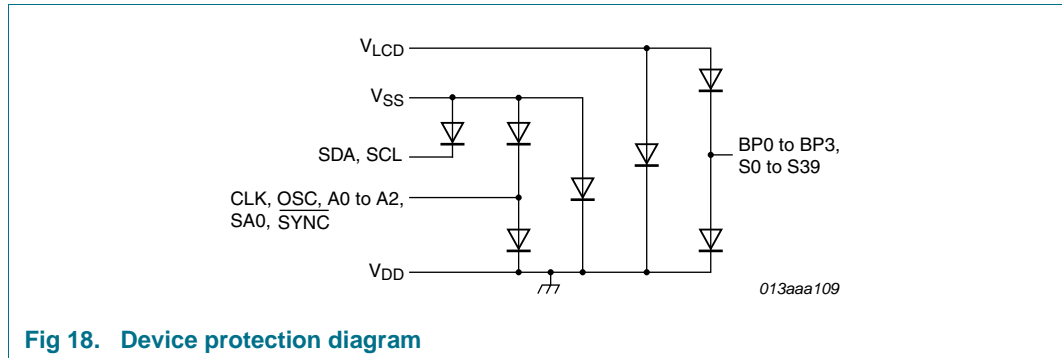 VLCD
VSS
SDA, SCL
BP0 to BP3,
S0 to S39
CLK, OSC, A0 to A2,
SA0, S̅Y̅N̅C̅
VDD
013aaa109
Fig 18. Device protection diagram